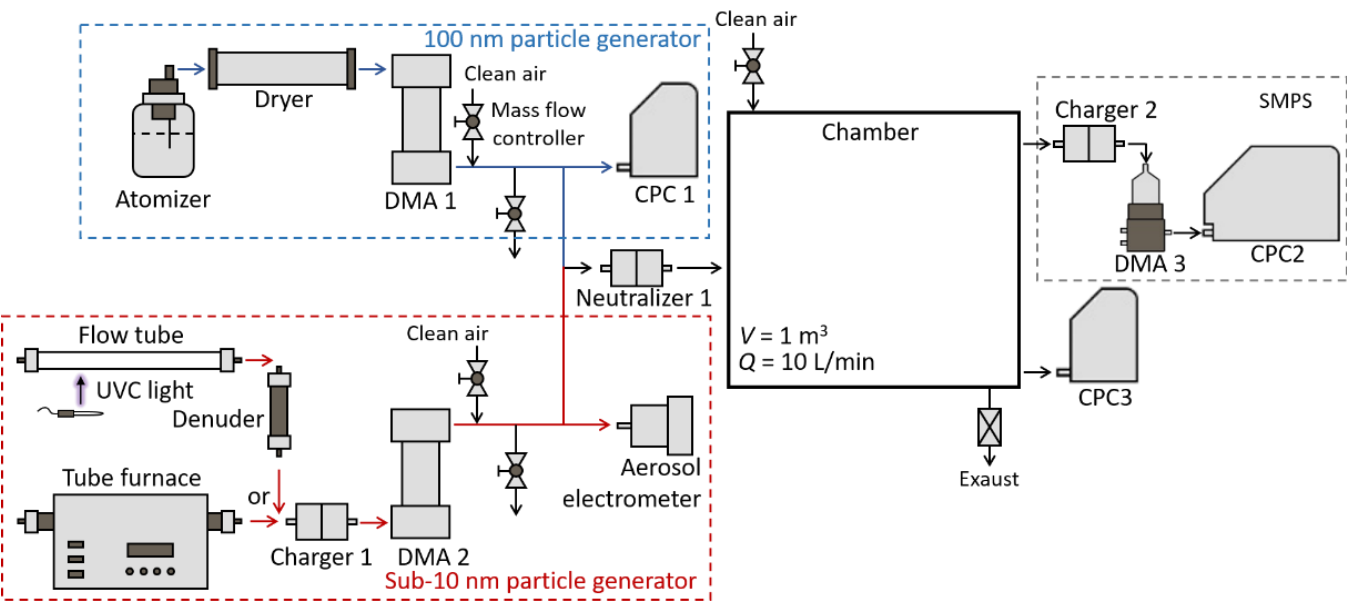 100 nm particle generator
Clean air
Dryer
Clean air
Mass flow
controller
Atomizer
DMA 1
CPC 1
Chamber
Charger 2
SMPS
DMA 3
CPC2
Neutralizer 1
V = 1 m³
Q = 10 L/min
CPC3
Exaust
Flow tube
UVC light
Denuder
Clean air
Tube furnace
or
Charger 1
DMA 2
Aerosol
electrometer
Sub-10 nm particle generator